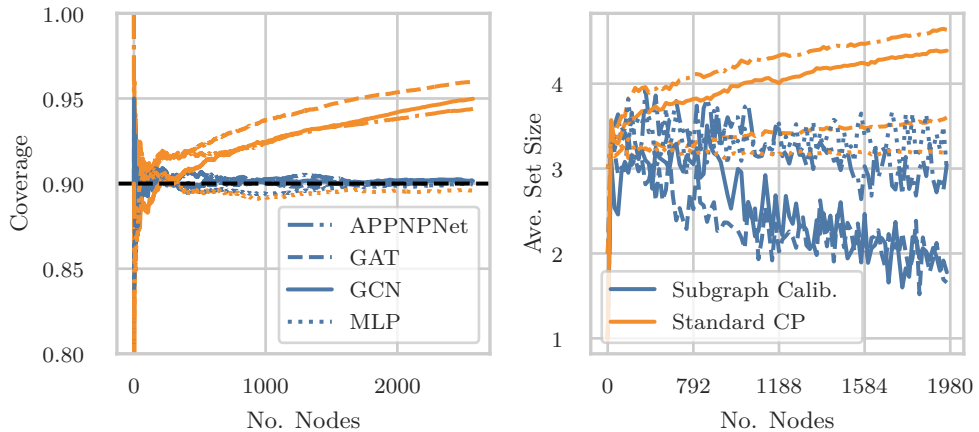 1.00
0.95
0.90
0.85
0.80
Coverage
0
1000
2000
No. Nodes
APPNPNet
GAT
GCN
MLP
4
3
2
1
Ave. Set Size
0
792
1188
1584
1980
No. Nodes
Subgraph Calib.
Standard CP